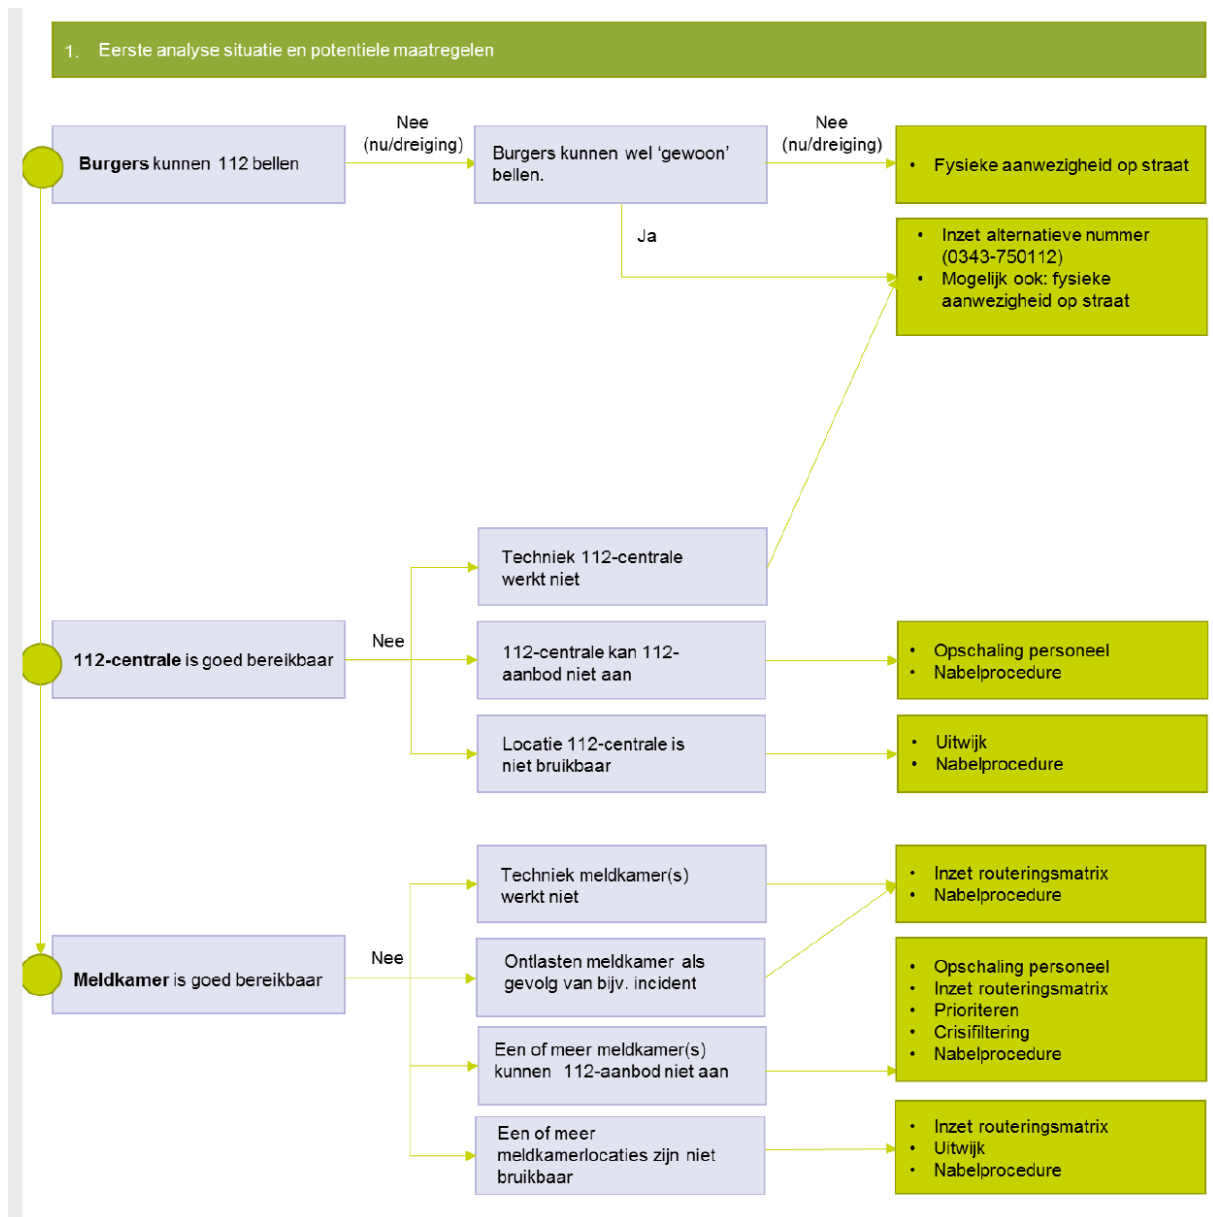 1. Eerste analyse situatie en potentiele maatregelen
Burgers kunnen 112 bellen
Nee
(nu/dreiging)
Burgers kunnen wel ‘gewoon’
bellen.
Nee
(nu/dreiging)
• Fysieke aanwezigheid op straat
Ja
• Inzet alternatieve nummer
(0343-750112)
• Mogelijk ook: fysieke
aanwezigheid op straat
112-centrale is goed bereikbaar
Nee
Techniek 112-centrale
werkt niet
112-centrale kan 112-
aanbod niet aan
• Opschaling personeel
• Nabelprocedure
Locatie 112-centrale is
niet bruikbaar
• Uitwijk
• Nabelprocedure
Meldkamer is goed bereikbaar
Nee
Techniek meldkamer(s)
werkt niet
• Inzet routeringsmatrix
• Nabelprocedure
Ontlasten meldkamer als
gevolg van bijv. incident
Een of meer meldkamer(s)
kunnen 112-aanbod niet aan
• Opschaling personeel
• Inzet routeringsmatrix
• Prioriteren
• Crisifiltering
• Nabelprocedure
Een of meer
meldkamerlocaties zijn niet
bruikbaar
• Inzet routeringsmatrix
• Uitwijk
• Nabelprocedure